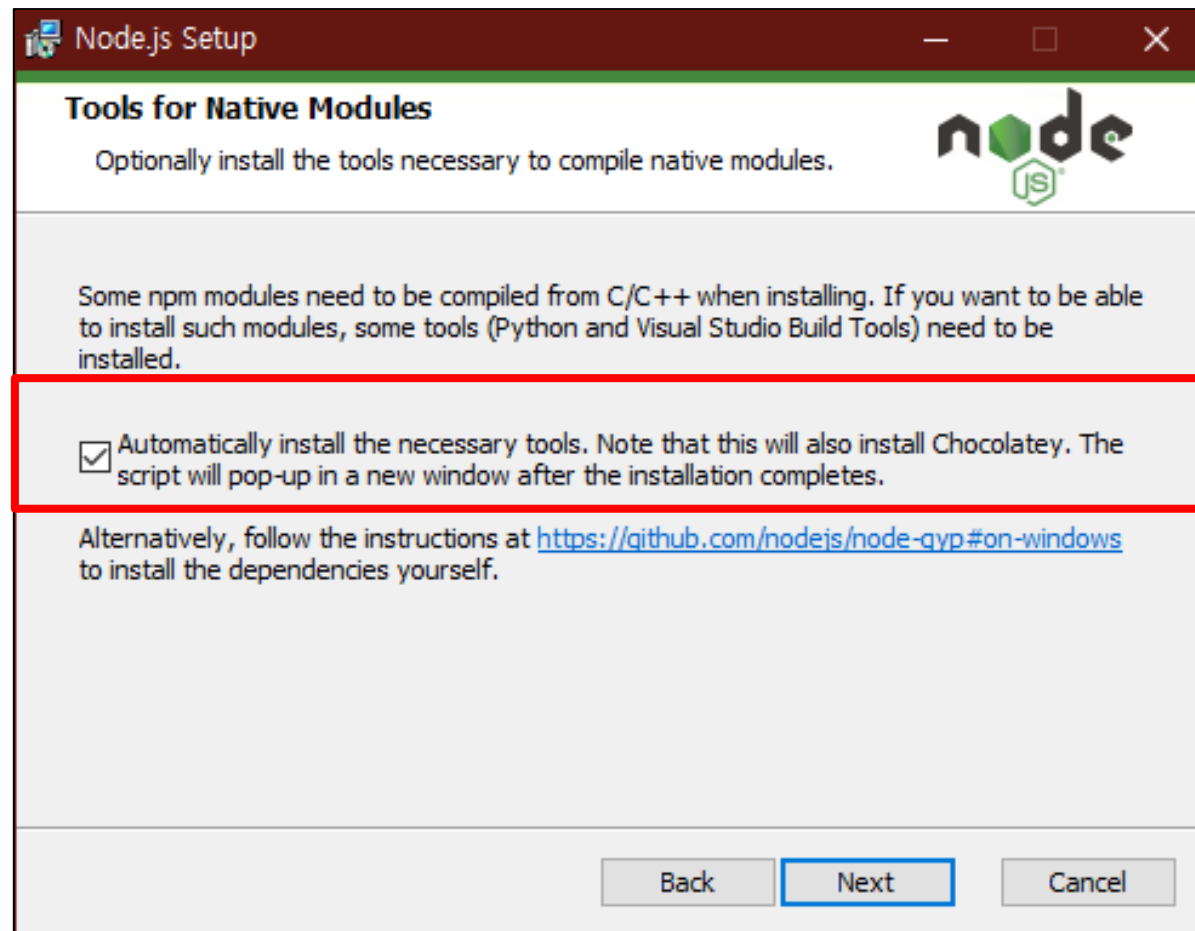 Node.js Setup
Tools for Native Modules
Optionally install the tools necessary to compile native modules.
node
JS
Some npm modules need to be compiled from C/C++ when installing. If you want to be able
to install such modules, some tools (Python and Visual Studio Build Tools) need to be
installed.
Automatically install the necessary tools. Note that this will also install Chocolatey. The
script will pop-up in a new window after the installation completes.
Alternatively, follow the instructions at https://github.com/nodejs/node-gyp#on-windows
to install the dependencies yourself.
Back Next Cancel